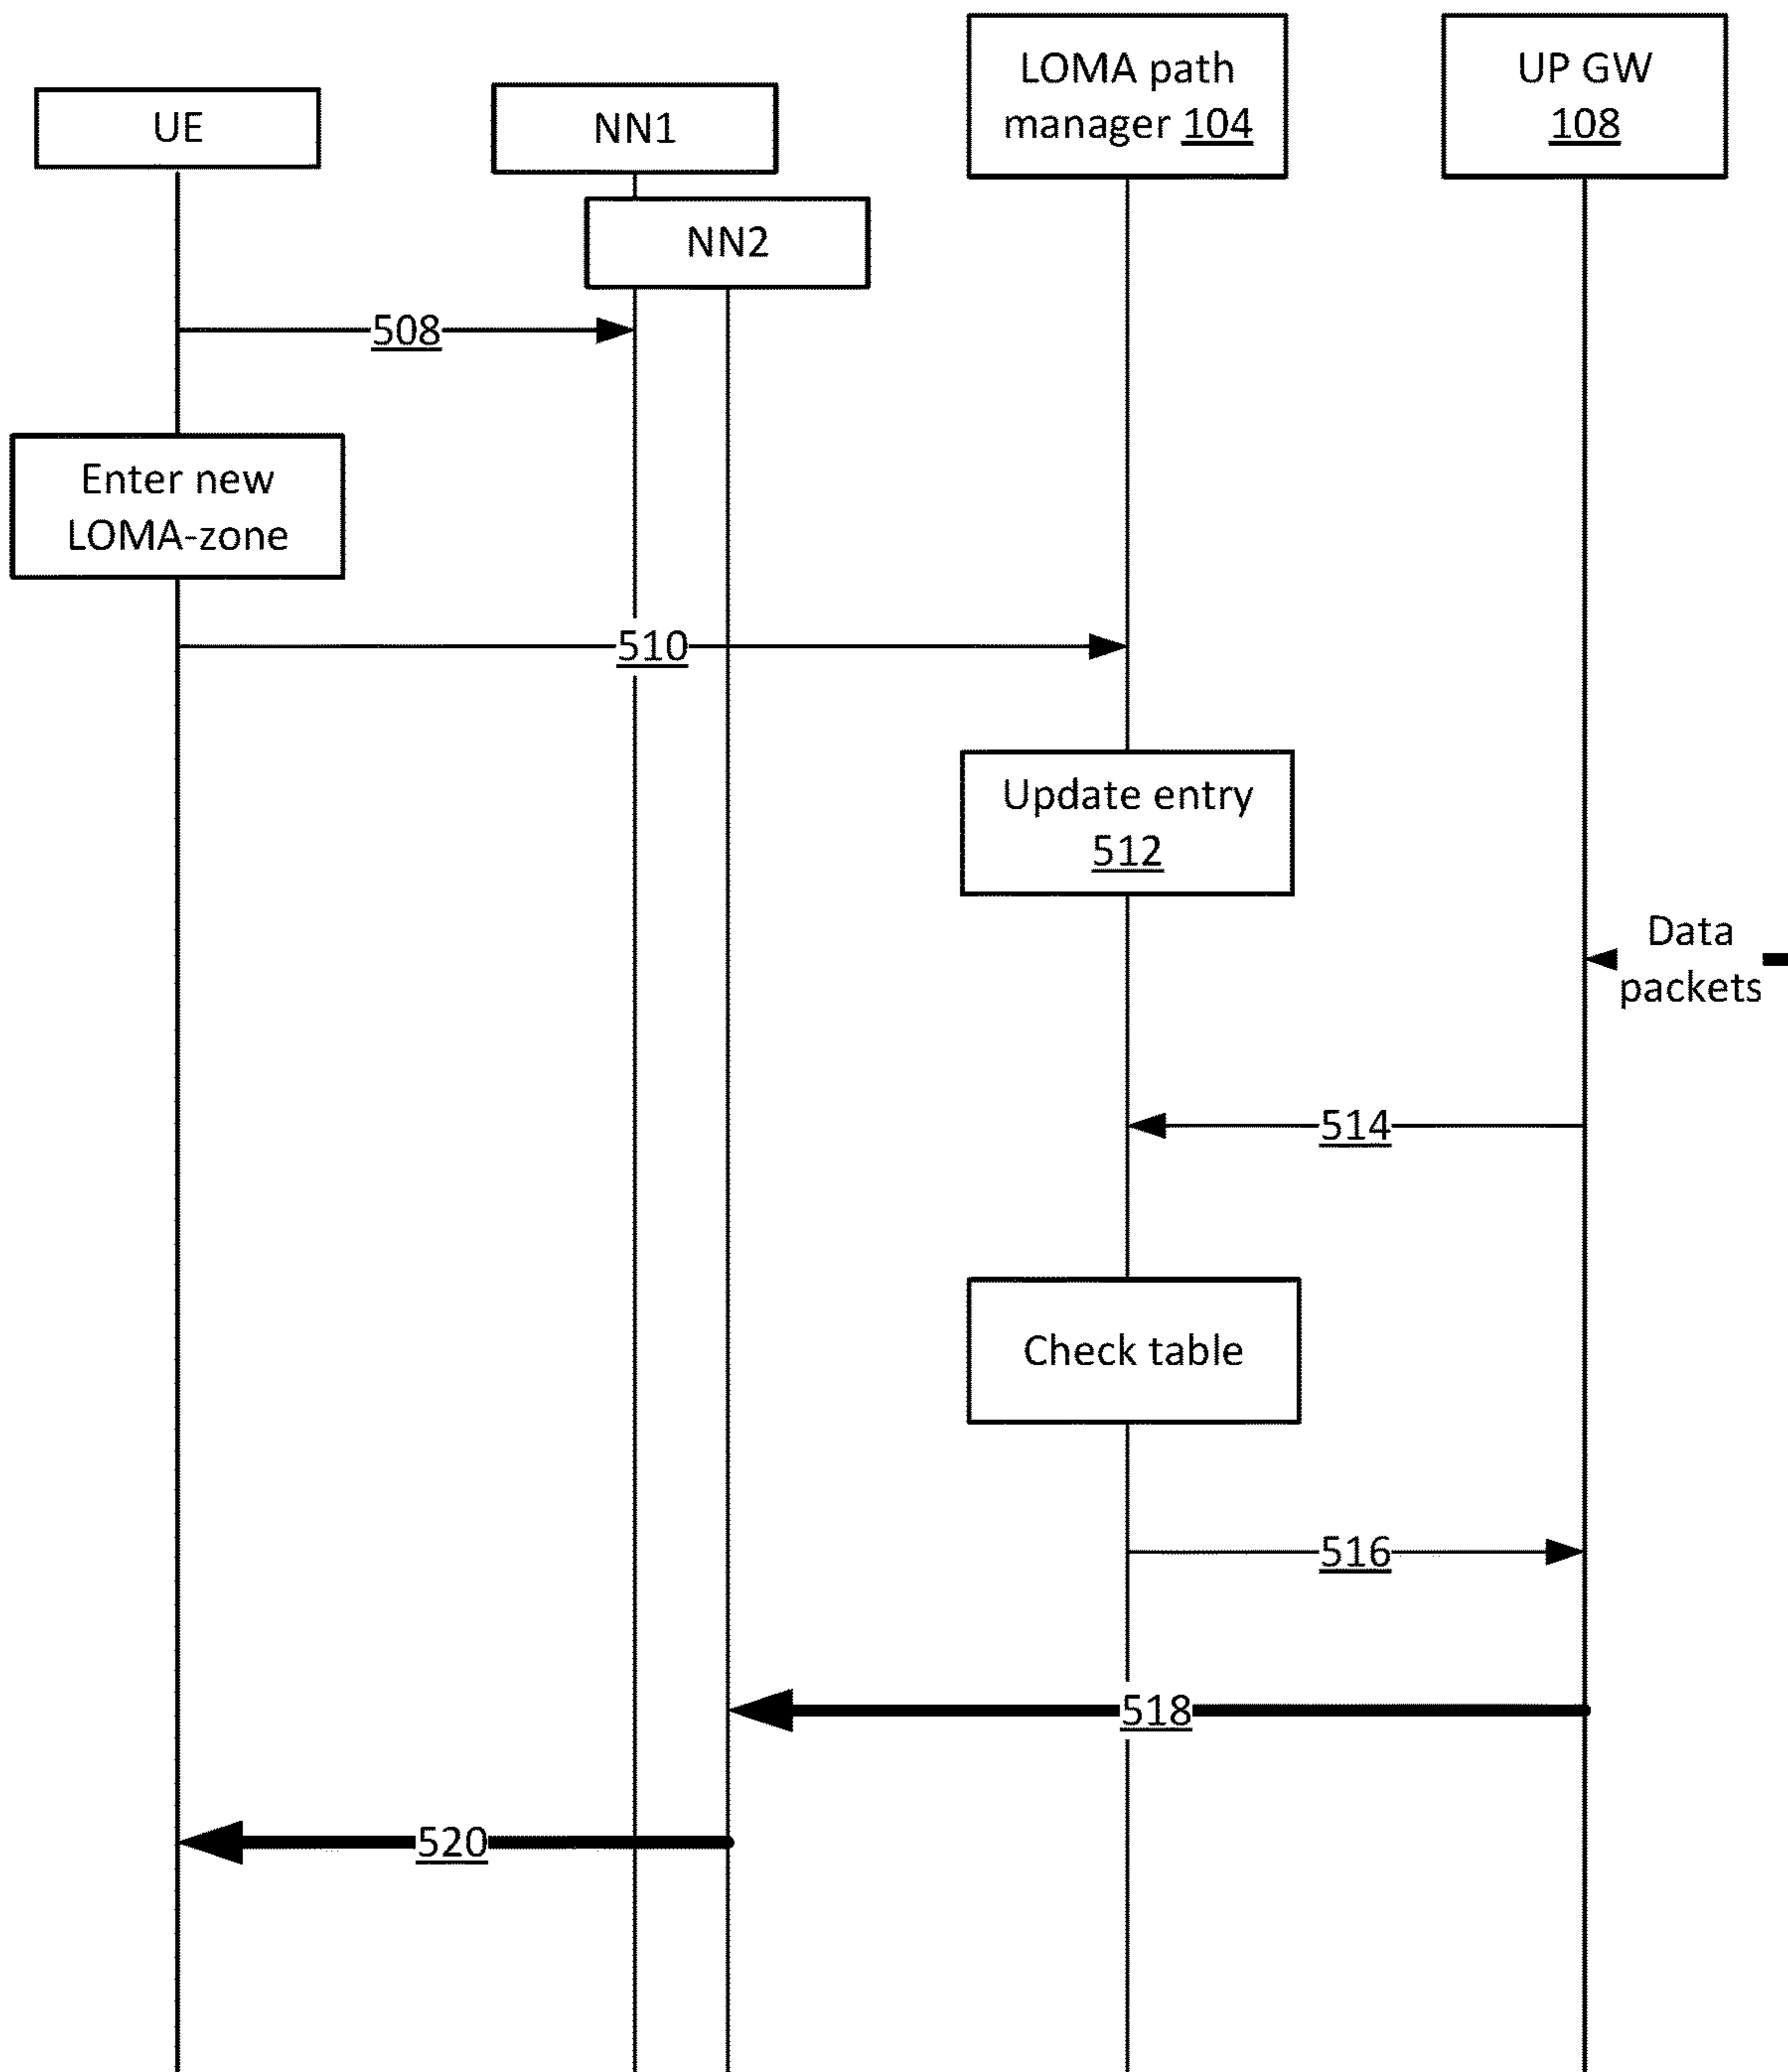 LOMA path
manager 104
UP GW
108
UE
NN1
NN2
508
Enter new
LOMA-zone
510
Update entry
512
Data
packets
514
Check table
516
518
520